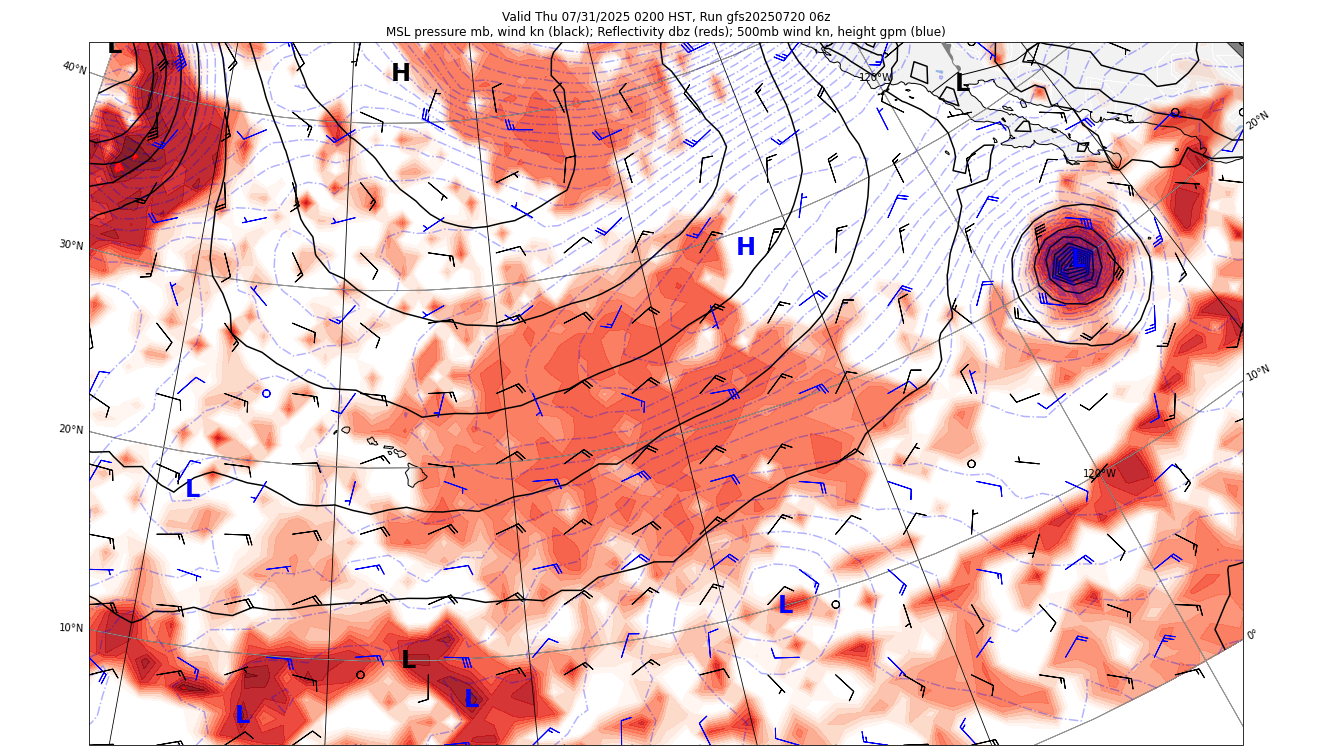 Valid Thu 07/31/2025 0200 HST, Run gfs20250720 06z
MSL pressure mb, wind kn (black); Reflectivity dbz (reds); 500mb wind kn, height gpm (blue)
L
40°N
H
120°W
L
20°N
30°N
H
10°N
20°N
120°W
L
L
10°N
0°
L
L
L